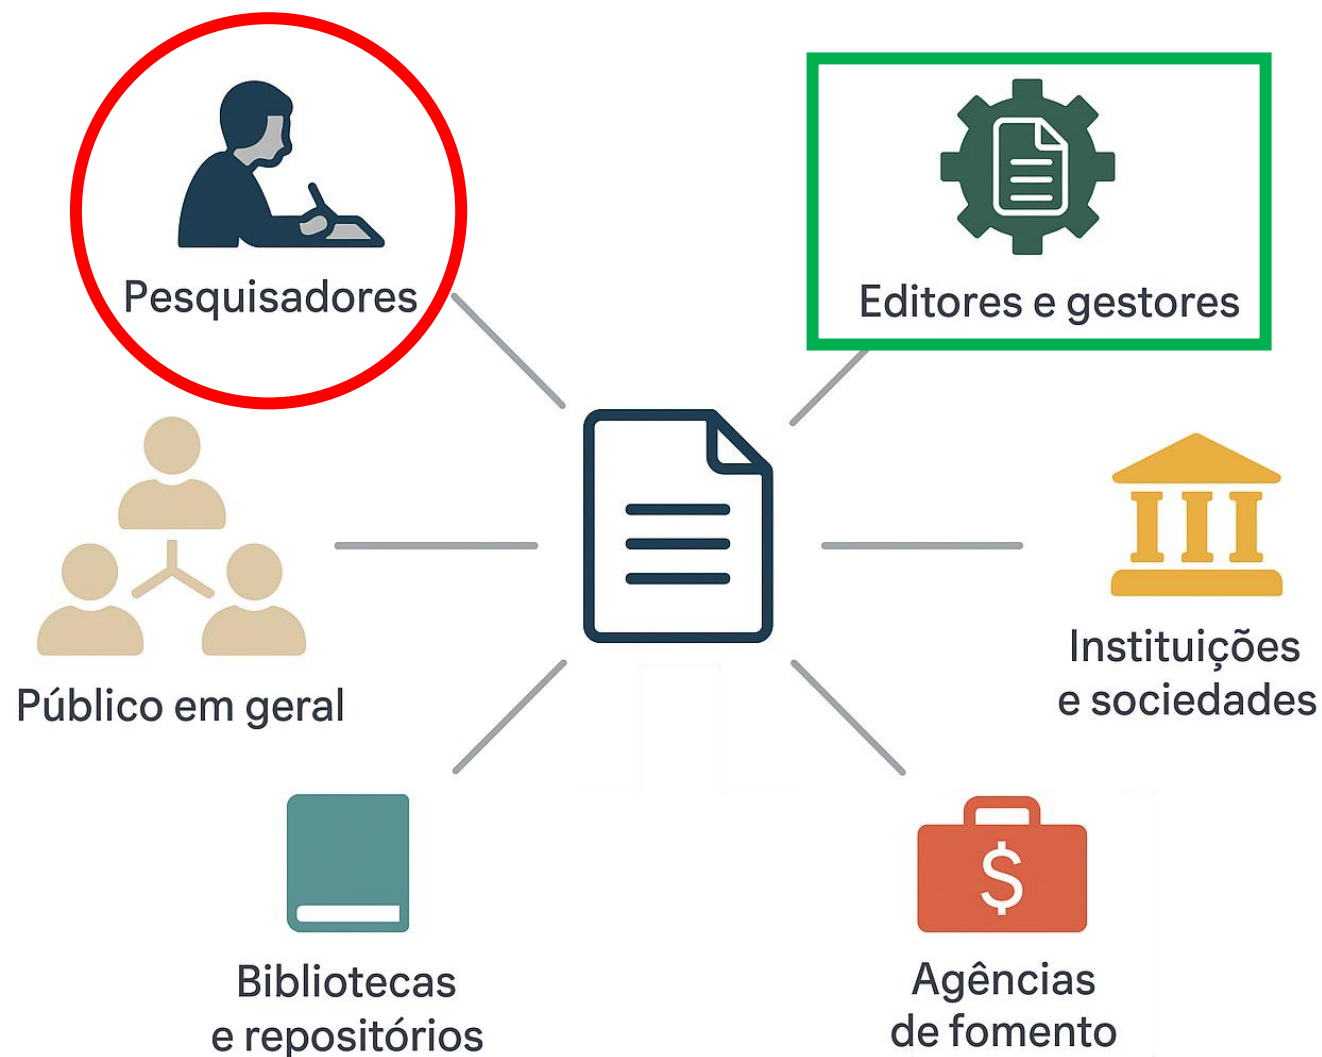 Pesquisadores
Editores e gestores
Público em geral
Instituições
e sociedades
Bibliotecas
e repositórios
$
Agências
de fomento